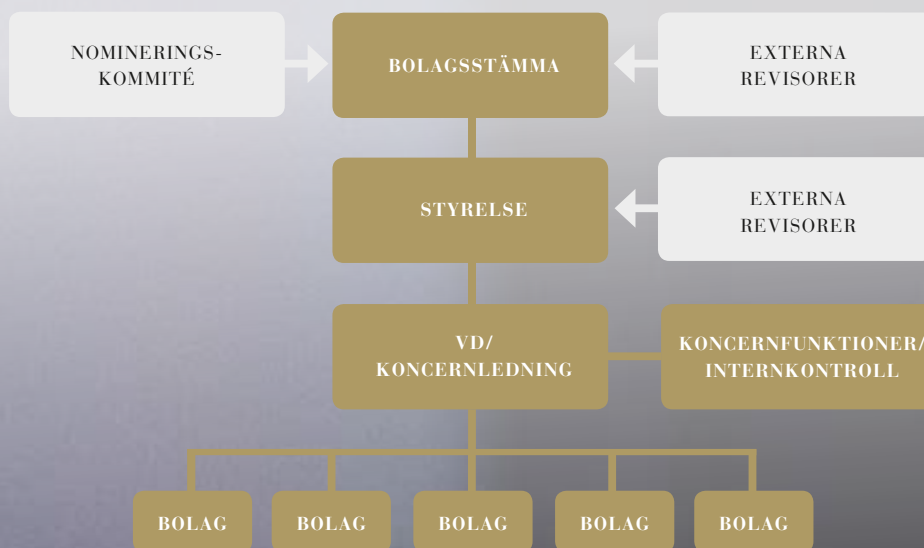 NOMINERINGS-
KOMMITÉ
BOLAGSSTÄMMA
EXTERNA
REVISORER
STYRELSE
EXTERNA
REVISORER
VD/
KONCERNLEDNING
KONCERNFUNKTIONER/
INTERNKONTROLL
BOLAG
BOLAG
BOLAG
BOLAG
BOLAG